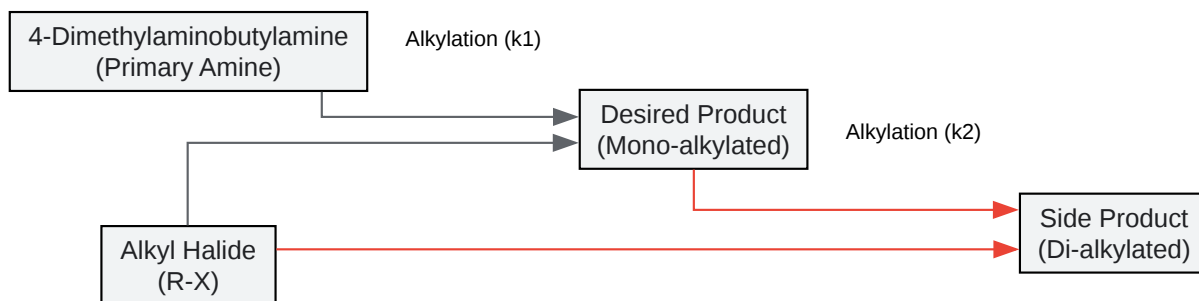 4-Dimethylaminobutylamine
(Primary Amine)
Alkylation (k1)
Desired Product
(Mono-alkylated)
Alkylation (k2)
Alkyl Halide
(R-X)
Side Product
(Di-alkylated)